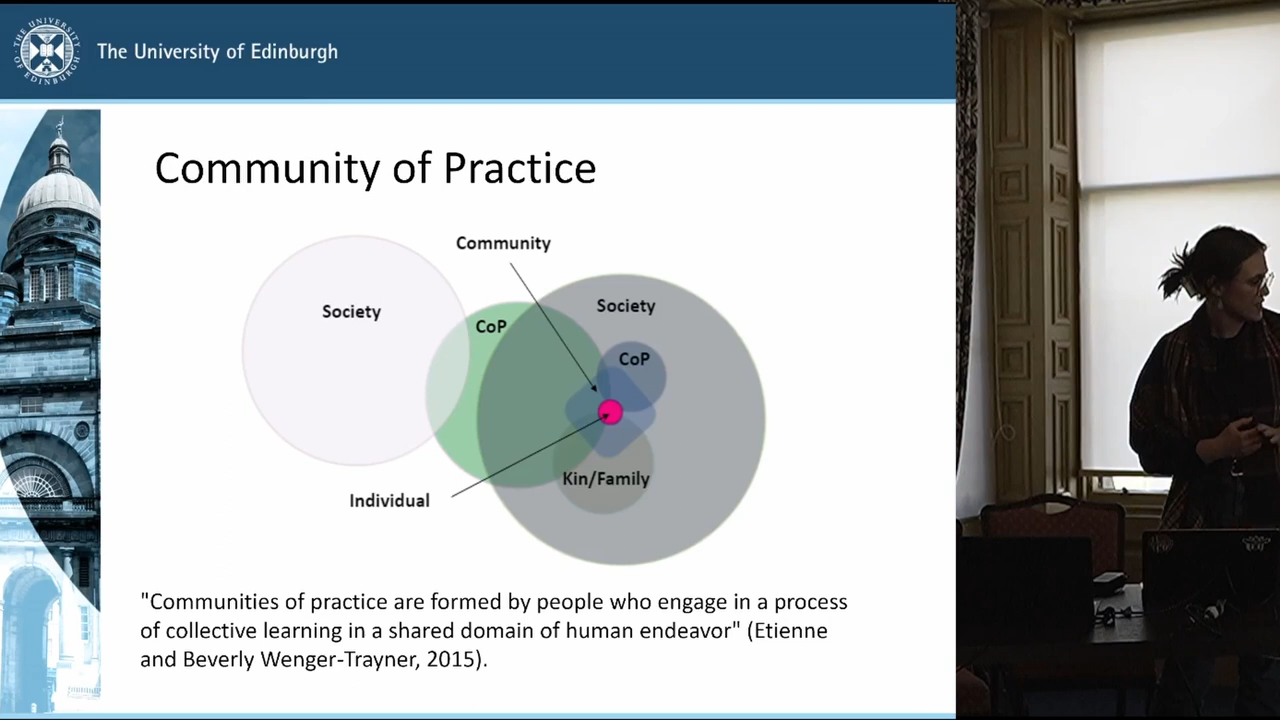 The University of Edinburgh
Community of Practice
Community
Society
Society
CoP
CoP
Kin/Family
Individual
"Communities of practice are formed by people who engage in a process
of collective learning in a shared domain of human endeavor" (Etienne
and Beverly Wenger-Trayner, 2015).